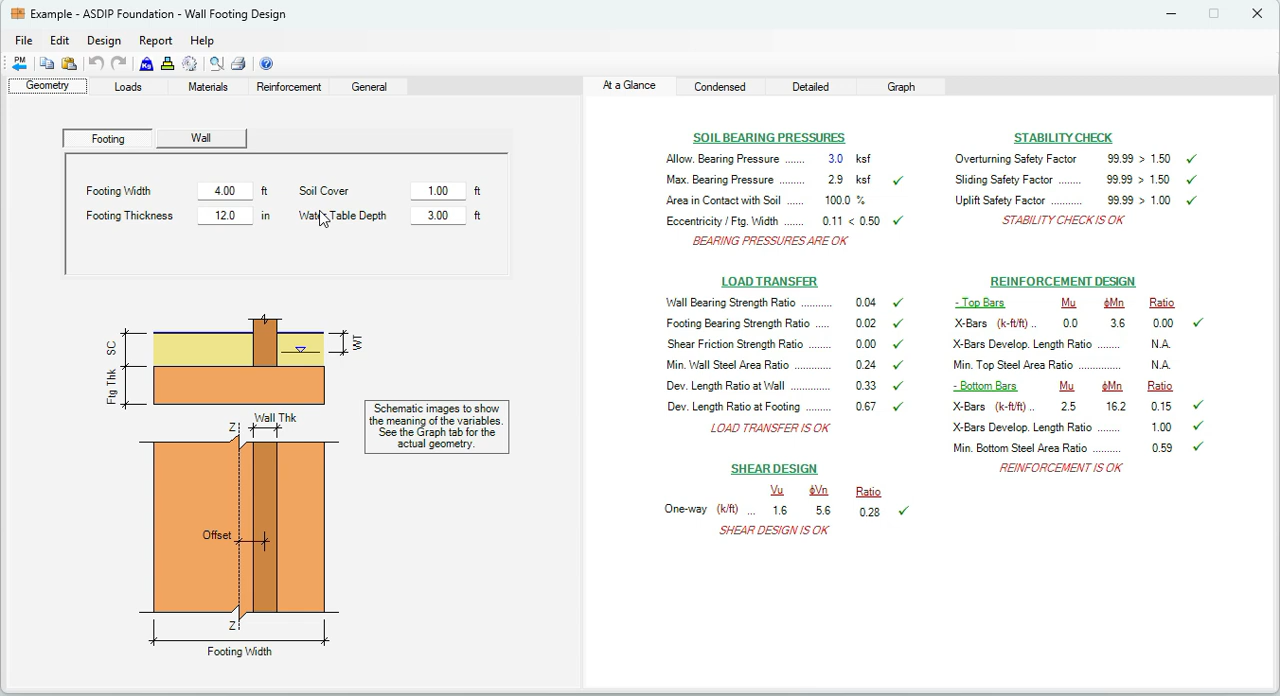 Example - ASDIP Foundation - Wall Footing Design
File Edit Design Report Help
PM Kg ?
Geometry Loads Materials Reinforcement General
Footing Wall
Footing Width 4.00 ft Soil Cover 1.00 ft
Footing Thickness 12.0 in Table Depth 3.00 ft
SC
WT
Ftg Thk
Wall Thk
Z
Schematic images to show
the meaning of the variables.
See the Graph tab for the
actual geometry.
Offset
Z
Footing Width
At a Glance Condensed Detailed Graph
SOIL BEARING PRESSURES
Allow. Bearing Pressure ...... 3.0 ksf
Max. Bearing Pressure ........ 2.9 ksf ✓
Area in Contact with Soil ..... 100.0 %
Eccentricity / Ftg. Width ...... 0.11 < 0.50 ✓
BEARING PRESSURES ARE OK
LOAD TRANSFER
Wall Bearing Strength Ratio ........... 0.04 ✓
Footing Bearing Strength Ratio ..... 0.02 ✓
Shear Friction Strength Ratio ........ 0.00 ✓
Min. Wall Steel Area Ratio ........... 0.24 ✓
Dev. Length Ratio at Wall .............. 0.33 ✓
Dev. Length Ratio at Footing ......... 0.67 ✓
LOAD TRANSFER IS OK
SHEAR DESIGN
Vu ϕVn Ratio
One-way (k/ft) ... 1.6 5.6 0.28 ✓
SHEAR DESIGN IS OK
STABILITY CHECK
Overturning Safety Factor 99.99 > 1.50 ✓
Sliding Safety Factor ........ 99.99 > 1.50 ✓
Uplift Safety Factor ........... 99.99 > 1.00 ✓
STABILITY CHECK IS OK
REINFORCEMENT DESIGN
- Top Bars Mu ϕMn Ratio
X-Bars (k-ft/ft) .. 0.0 3.6 0.00 ✓
X-Bars Develop. Length Ratio ........ N.A.
Min. Top Steel Area Ratio ............... N.A.
- Bottom Bars Mu ϕMn Ratio
X-Bars (k-ft/ft) .. 2.5 16.2 0.15 ✓
X-Bars Develop. Length Ratio ........ 1.00 ✓
Min. Bottom Steel Area Ratio .......... 0.59 ✓
REINFORCEMENT IS OK